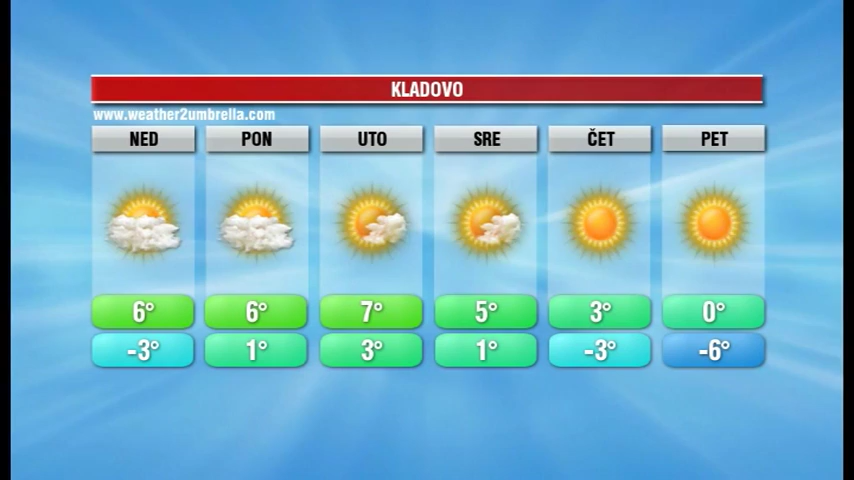 KLADOVO
www.weather2umbrella.com
NED PON UTO SRE ČET PET
6° 6° 7° 5° 3° 0°
-3° 1° 3° 1° -3° -6°